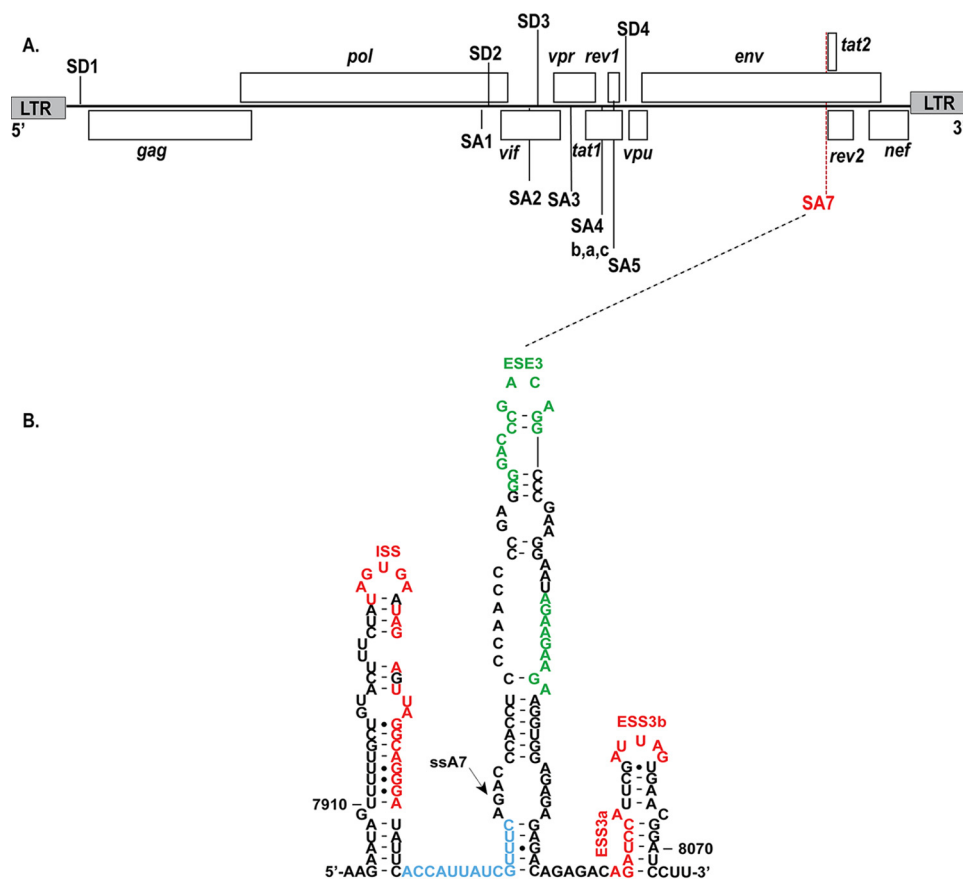 A.
SD1
pol
SD2
SD3
vpr
rev1
SD4
env
tat2
LTR
LTR
5'
3
gag
SA1
vif
tat1
vpu
rev2
nef
SA2
SA3
SA4
b,a,c
SA5
SA7
B.
ESE3
ISS
ssA7
7910
ESS3b
ESS3a
8070
5'-AAG
ACCAUUAUCG
CAGAGACAG
CCUU-3'